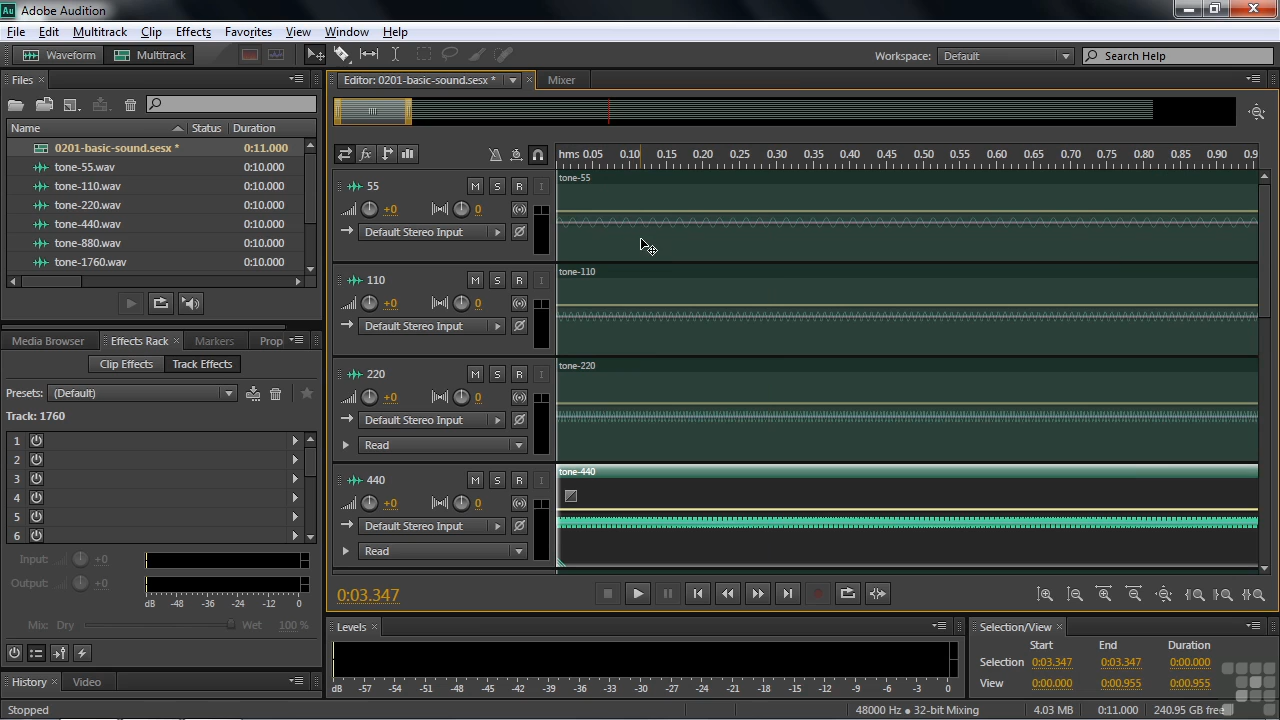 Au Adobe Audition
File Edit Multitrack Clip Effects Favorites View Window Help
Waveform Multitrack Workspace: Default Search Help
Files × Editor: 0201-basic-sound.sesx * × Mixer
Name Status Duration
0201-basic-sound.sesx * 0:11.000
tone-55.wav 0:10.000
tone-110.wav 0:10.000
tone-220.wav 0:10.000
tone-440.wav 0:10.000
tone-880.wav 0:10.000
tone-1760.wav 0:10.000
Media Browser Effects Rack × Markers Prop
Clip Effects Track Effects
Presets: (Default)
Track: 1760
1
2
3
4
5
6
Input: +0
Output: +0
dB -48 -36 -24 -12 0
Mix: Dry Wet 100 %
History × Video
Stopped
fx hms 0.05 0.10 0.15 0.20 0.25 0.30 0.35 0.40 0.45 0.50 0.55 0.60 0.65 0.70 0.75 0.80 0.85 0.90 0.9
55 M S R I tone-55
+0 0
Default Stereo Input
110 M S R I tone-110
+0 0
Default Stereo Input
220 M S R I tone-220
+0 0
Default Stereo Input
Read
440 M S R I tone-440
+0 0
Default Stereo Input
Read
0:03.347
Levels × Selection/View ×
Start End Duration
Selection 0:03.347 0:03.347 0:00.000
View 0:00.000 0:00.955 0:00.955
dB -57 -54 -51 -48 -45 -42 -39 -36 -33 -30 -27 -24 -21 -18 -15 -12 -9 -6 -3 0
48000 Hz ● 32-bit Mixing 4.03 MB 0:11.000 240.95 GB free